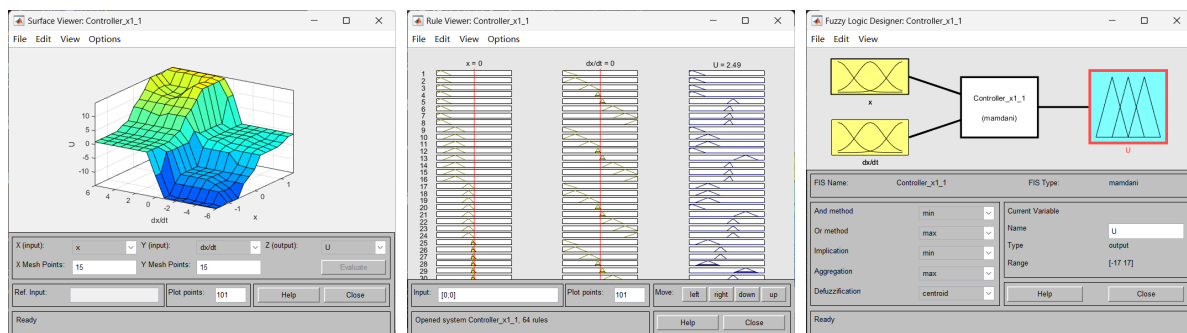 Surface Viewer: Controller_x1_1
File Edit View Options
10
5
0
-5
-10
U
6 4 2 0 -2 -4 -6
dx/dt
-1 0 1
x
X (input): x Y (input): dx/dt Z (output): U
X Mesh Points: 15 Y Mesh Points: 15 Evaluate
Ref. Input: Plot points: 101 Help Close
Ready
Rule Viewer: Controller_x1_1
File Edit View Options
x = 0 dx/dt = 0 U = 2.49
1
2
3
4
5
6
7
8
9
10
11
12
13
14
15
16
17
18
19
20
21
22
23
24
25
26
27
28
29
30
Input: [0;0] Plot points: 101 Move: left right down up
Opened system Controller_x1_1, 64 rules Help Close
Fuzzy Logic Designer: Controller_x1_1
File Edit View
x
dx/dt
Controller_x1_1
(mamdani)
U
FIS Name: Controller_x1_1 FIS Type: mamdani
And method min
Or method max
Implication min
Aggregation max
Defuzzification centroid
Current Variable
Name U
Type output
Range [-17 17]
Help Close
Ready